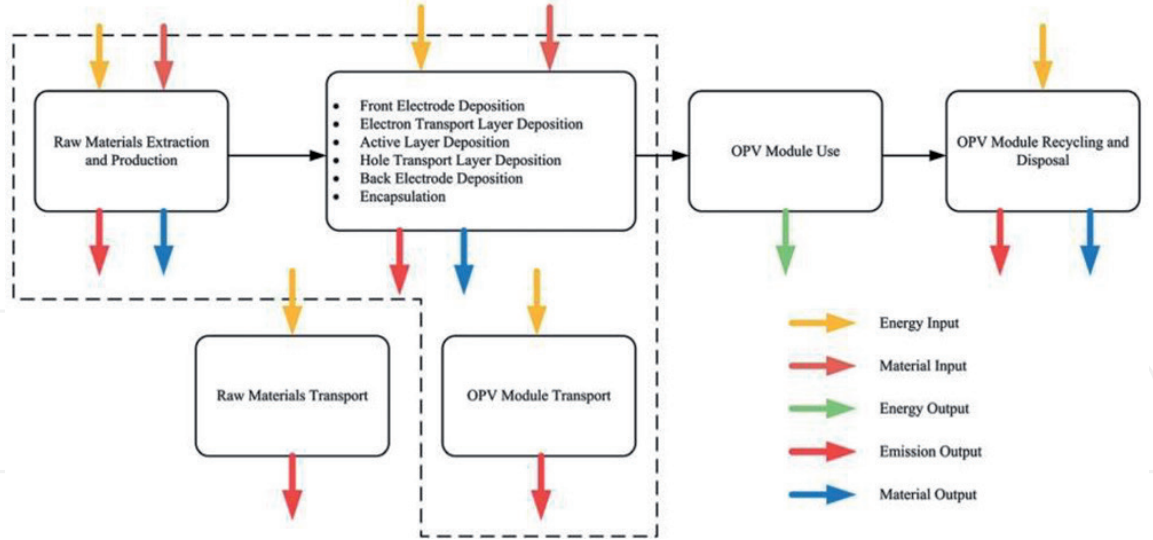 Raw Materials Extraction
and Production
• Front Electrode Deposition
• Electron Transport Layer Deposition
• Active Layer Deposition
• Hole Transport Layer Deposition
• Back Electrode Deposition
• Encapsulation
OPV Module Use
OPV Module Recycling and
Disposal
Raw Materials Transport
OPV Module Transport
Energy Input
Material Input
Energy Output
Emission Output
Material Output